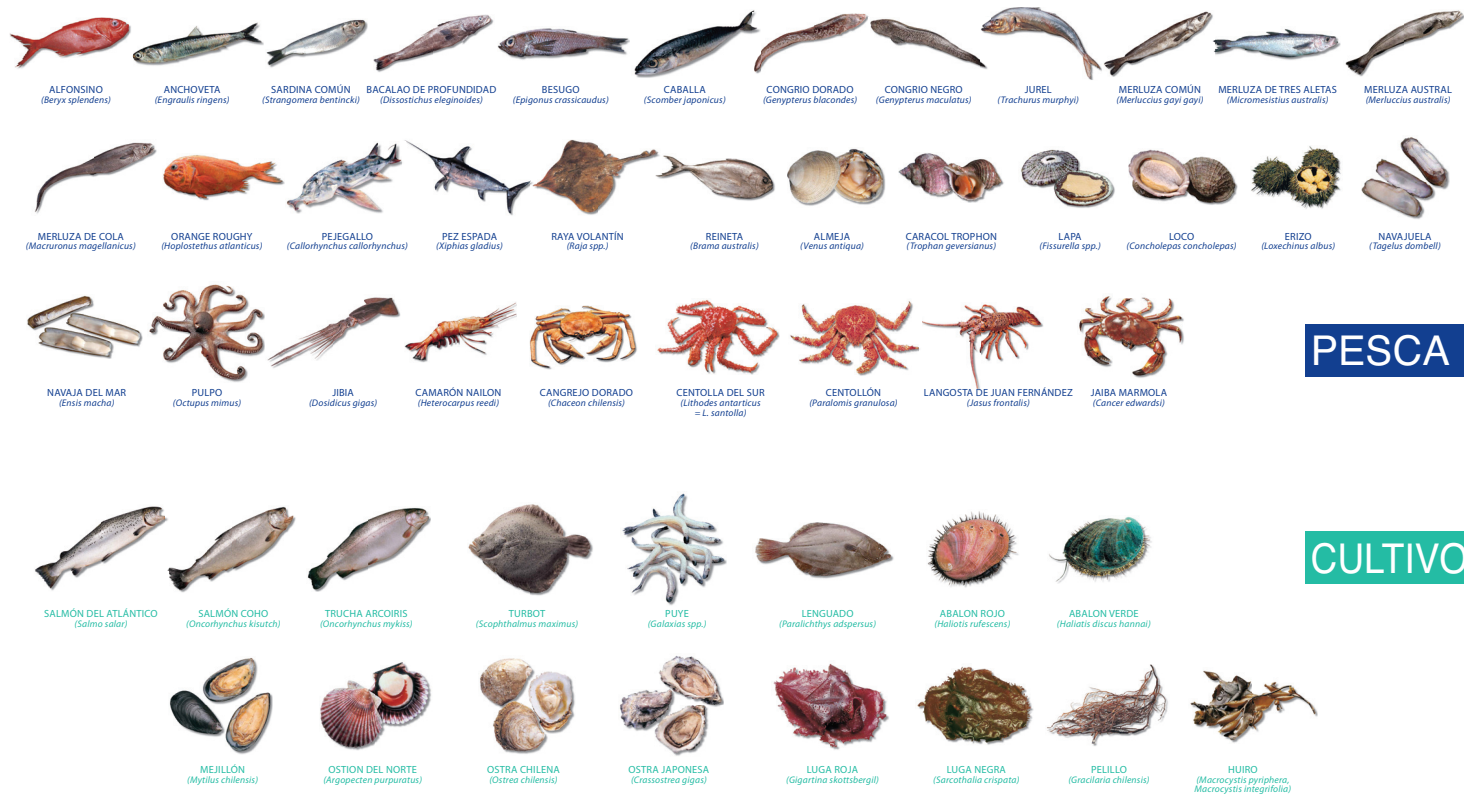 ALFONSINO
(Beryx splendens)
ANCHOVETA
(Engraulis ringens)
SARDINA COMÚN
(Strangomera bentincki)
BACALAO DE PROFUNDIDAD
(Dissostichus eleginoides)
BESUGO
(Epigonus crassicaudus)
CABALLA
(Scomber japonicus)
CONGRIO DORADO
(Genypterus blacondes)
CONGRIO NEGRO
(Genypterus maculatus)
JUREL
(Trachurus murphyi)
MERLUZA COMÚN
(Merluccius gayi gayi)
MERLUZA DE TRES ALETAS
(Micromesistius australis)
MERLUZA AUSTRAL
(Merluccius australis)
MERLUZA DE COLA
(Macruronus magellanicus)
ORANGE ROUGHY
(Hoplostethus atlanticus)
PEJEGALLO
(Callorhynchus callorhynchus)
PEZ ESPADA
(Xiphias gladius)
RAYA VOLANTÍN
(Raja spp.)
REINETA
(Brama australis)
ALMEJA
(Venus antiqua)
CARACOL TROPHON
(Trophan geversianus)
LAPA
(Fissurella spp.)
LOCO
(Concholepas concholepas)
ERIZO
(Loxechinus albus)
NAVAJUELA
(Tagelus dombell)
NAVAJA DEL MAR
(Ensis macha)
PULPO
(Octupus mimus)
JIBIA
(Dosidicus gigas)
CAMARÓN NAILON
(Heterocarpus reedi)
CANGREJO DORADO
(Chaceon chilensis)
CENTOLLA DEL SUR
(Lithodes antarticus
= L. santolla)
CENTOLLÓN
(Paralomis granulosa)
LANGOSTA DE JUAN FERNÁNDEZ
(Jasus frontalis)
JAIBA MARMOLA
(Cancer edwardsi)
PESCA
SALMÓN DEL ATLÁNTICO
(Salmo salar)
SALMÓN COHO
(Oncorhynchus kisutch)
TRUCHA ARCOIRIS
(Oncorhynchus mykiss)
TURBOT
(Scophthalmus maximus)
PUYE
(Galaxias spp.)
LENGUADO
(Paralichthys adspersus)
ABALON ROJO
(Haliotis rufescens)
ABALON VERDE
(Haliatis discus hannai)
CULTIVO
MEJILLÓN
(Mytilus chilensis)
OSTION DEL NORTE
(Argopecten purpuratus)
OSTRA CHILENA
(Ostrea chilensis)
OSTRA JAPONESA
(Crassostrea gigas)
LUGA ROJA
(Gigartina skottsbergil)
LUGA NEGRA
(Sarcothalia crispata)
PELILLO
(Gracilaria chilensis)
HUIRO
(Macrocystis pyriphera,
Macrocystis integrifolia)